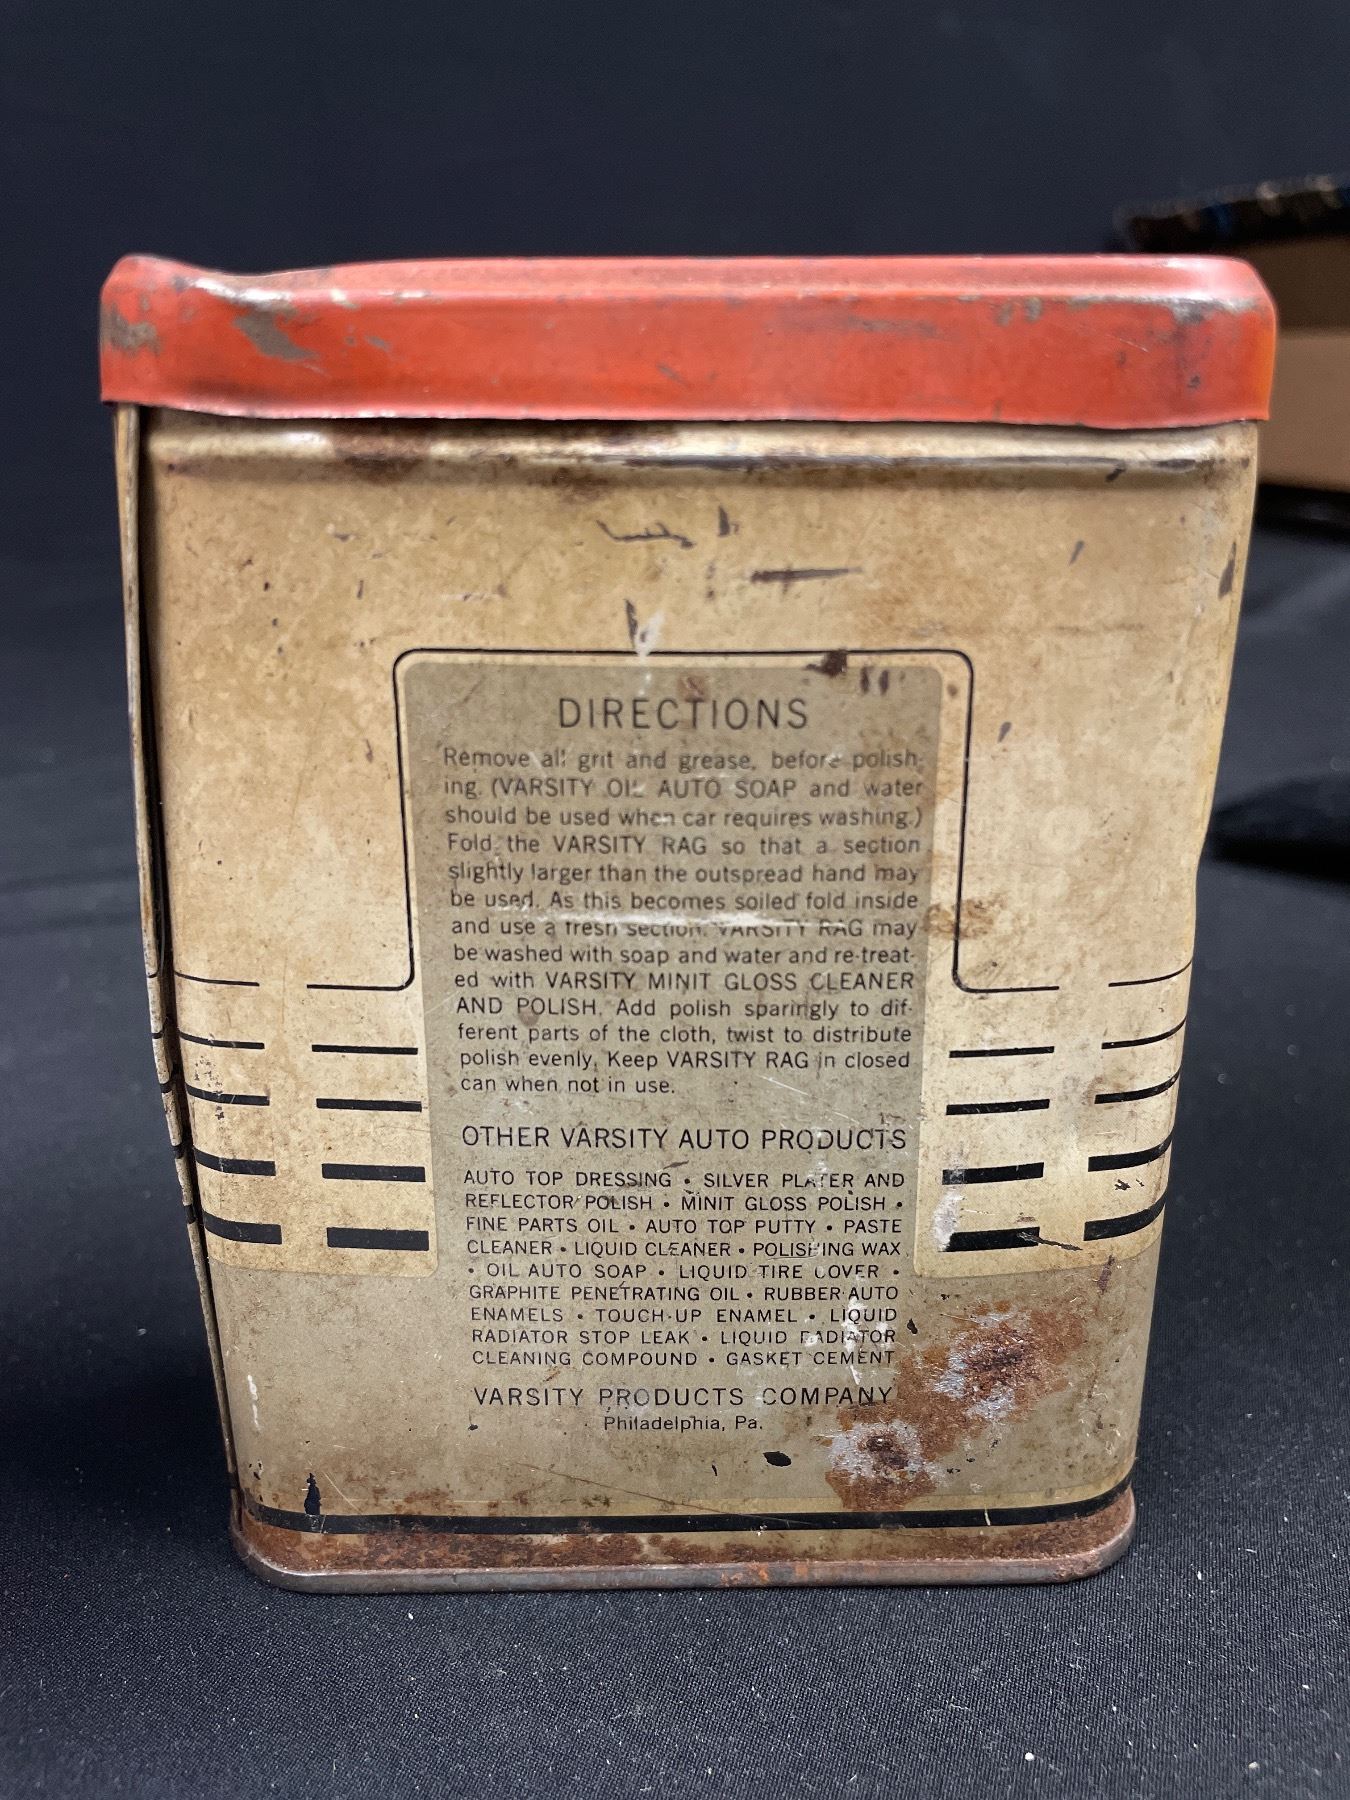 DIRECTIONS
Remove all grit and grease, before polish-
ing. (VARSITY OIL AUTO SOAP and water
should be used when car requires washing.)
Fold the VARSITY RAG so that a section
slightly larger than the outspread hand may
be used. As this becomes soiled fold inside
and use a fresh section. VARSITY RAG may
be washed with soap and water and re-treat-
ed with VARSITY MINIT GLOSS CLEANER
AND POLISH. Add polish sparingly to dif-
ferent parts of the cloth, twist to distribute
polish evenly. Keep VARSITY RAG in closed
can when not in use.
OTHER VARSITY AUTO PRODUCTS
AUTO TOP DRESSING • SILVER PLATER AND
REFLECTOR POLISH • MINIT GLOSS POLISH •
FINE PARTS OIL • AUTO TOP PUTTY • PASTE
CLEANER • LIQUID CLEANER • POLISHING WAX
• OIL AUTO SOAP • LIQUID TIRE COVER •
GRAPHITE PENETRATING OIL • RUBBER AUTO
ENAMELS • TOUCH-UP ENAMEL • LIQUID
RADIATOR STOP LEAK • LIQUID RADIATOR
CLEANING COMPOUND • GASKET CEMENT
VARSITY PRODUCTS COMPANY
Philadelphia, Pa.